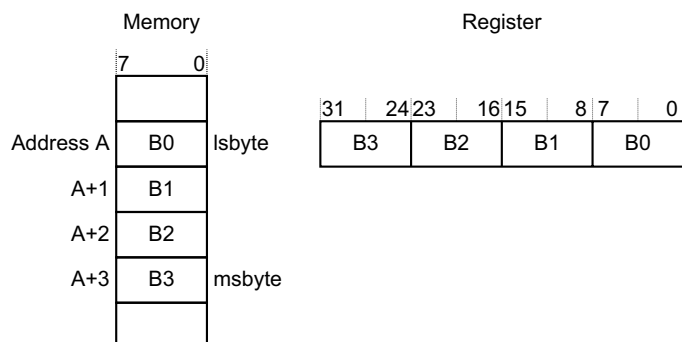 Memory Register
7 0
31 24 23 16 15 8 7 0
Address A B0 lsbyte B3 B2 B1 B0
A+1 B1
A+2 B2
A+3 B3 msbyte